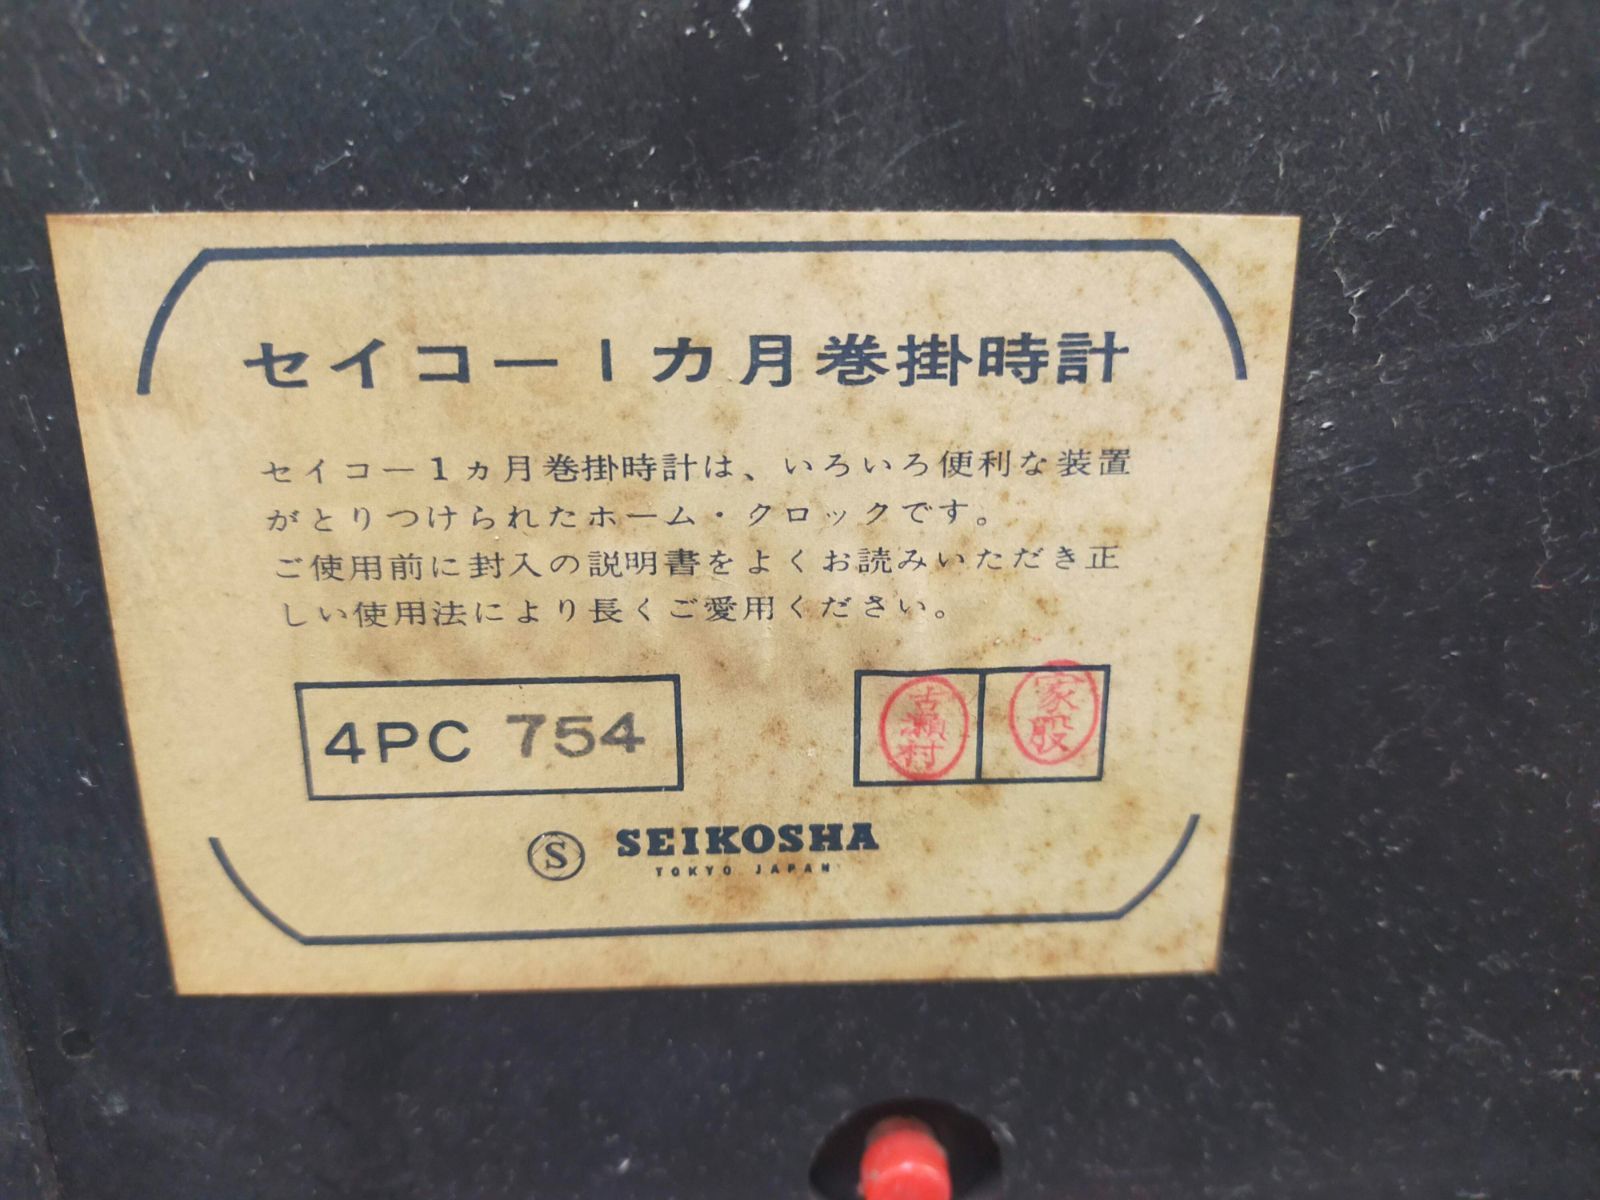 セイコー1カ月巻掛時計
セイコー1カ月巻掛時計は、いろいろ便利な装置
がとりつけられたホーム・クロックです。
ご使用前に封入の説明書をよくお読みいただき正
しい使用法により長くご愛用ください。
4PC 754
古瀬村
家殷
S SEIKOSHA
TOKYO JAPAN